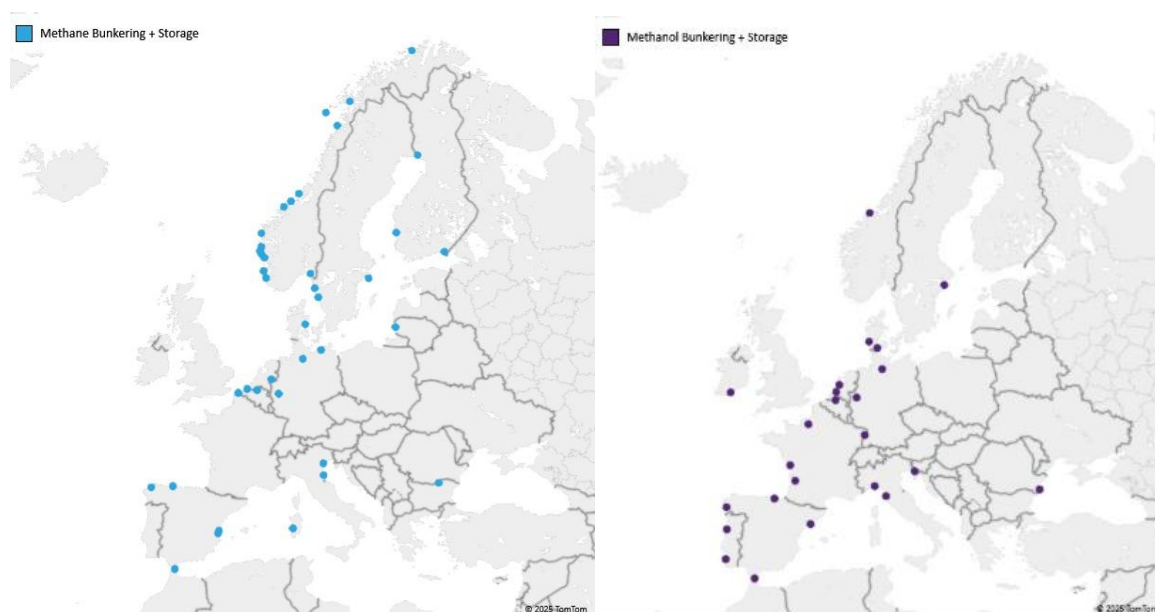 Methane Bunkering + Storage
Methanol Bunkering + Storage
© 2025 TomTom
© 2025 TomTom